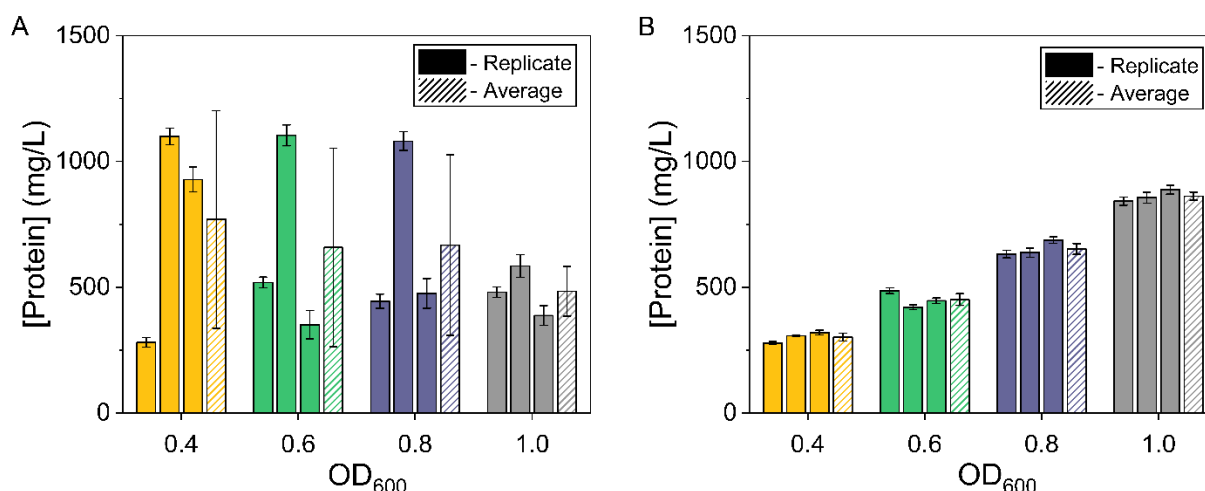 A
[Protein] (mg/L)
1500
1000
500
0
- Replicate
- Average
0.4 0.6 0.8 1.0
OD₆₀₀
B
[Protein] (mg/L)
1500
1000
500
0
- Replicate
- Average
0.4 0.6 0.8 1.0
OD₆₀₀